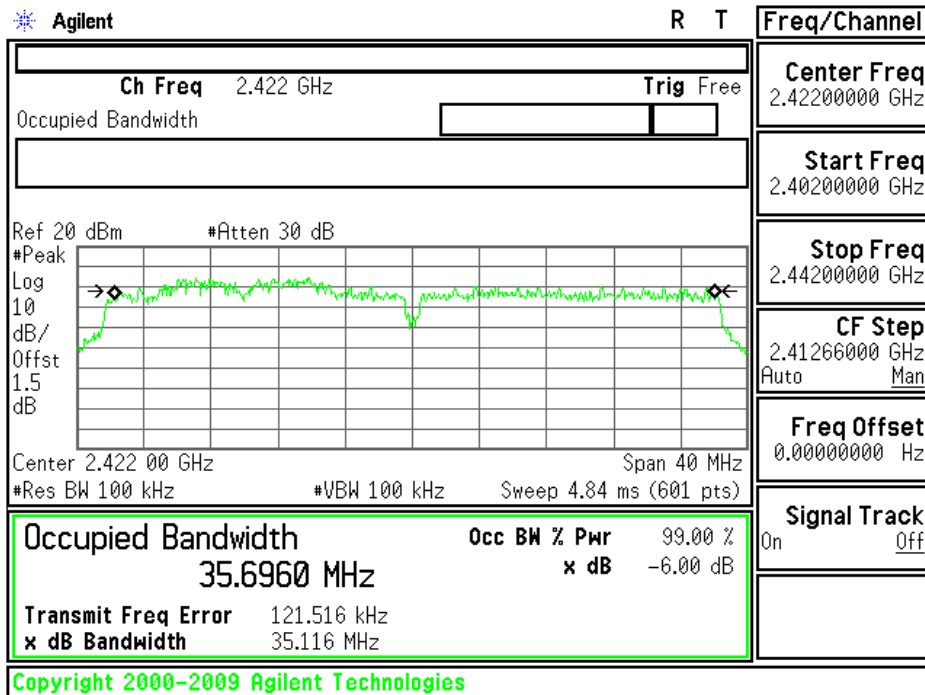 Agilent R T
Ch Freq 2.422 GHz Trig Free
Occupied Bandwidth
Ref 20 dBm #Atten 30 dB
#Peak
Log
10
dB/
Offst
1.5
dB
Center 2.422 00 GHz Span 40 MHz
#Res BW 100 kHz #VBW 100 kHz Sweep 4.84 ms (601 pts)
Occupied Bandwidth
35.6960 MHz
Occ BW % Pwr 99.00 %
x dB -6.00 dB
Transmit Freq Error 121.516 kHz
x dB Bandwidth 35.116 MHz
Copyright 2000-2009 Agilent Technologies
Freq/Channel
Center Freq
2.42200000 GHz
Start Freq
2.40200000 GHz
Stop Freq
2.44200000 GHz
CF Step
2.41266000 GHz
Auto Man
Freq Offset
0.00000000 Hz
Signal Track
On Off